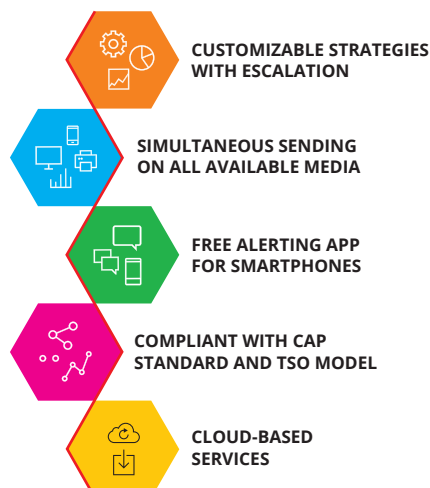 CUSTOMIZABLE STRATEGIES
WITH ESCALATION
SIMULTANEOUS SENDING
ON ALL AVAILABLE MEDIA
FREE ALERTING APP
FOR SMARTPHONES
COMPLIANT WITH CAP
STANDARD AND TSO MODEL
CLOUD-BASED
SERVICES